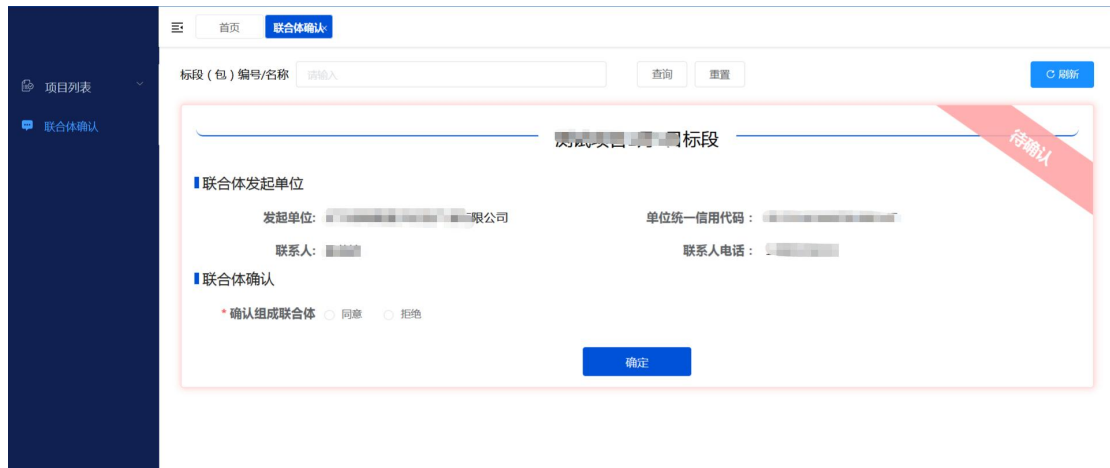 首页
联合体确认×
项目列表
联合体确认
标段（包）编号/名称 请输入 查询 重置 刷新
待确认
测试项目 标段
联合体发起单位
发起单位: 限公司 单位统一信用代码：
联系人: 联系人电话：
联合体确认
*确认组成联合体 同意 拒绝
确定